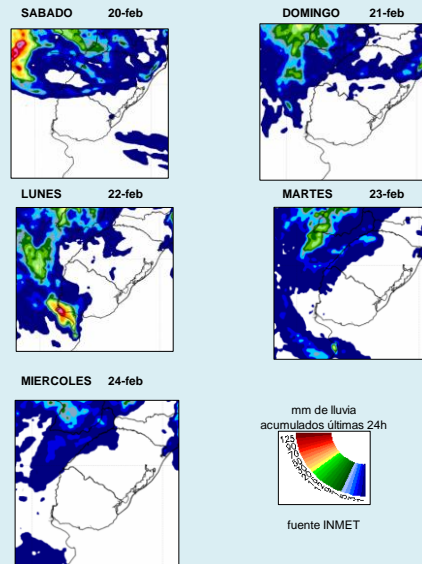 SABADO 20-feb
DOMINGO 21-feb
LUNES 22-feb
MARTES 23-feb
MIERCOLES 24-feb
mm de lluvia
acumulados últimas 24h
125
fuente INMET